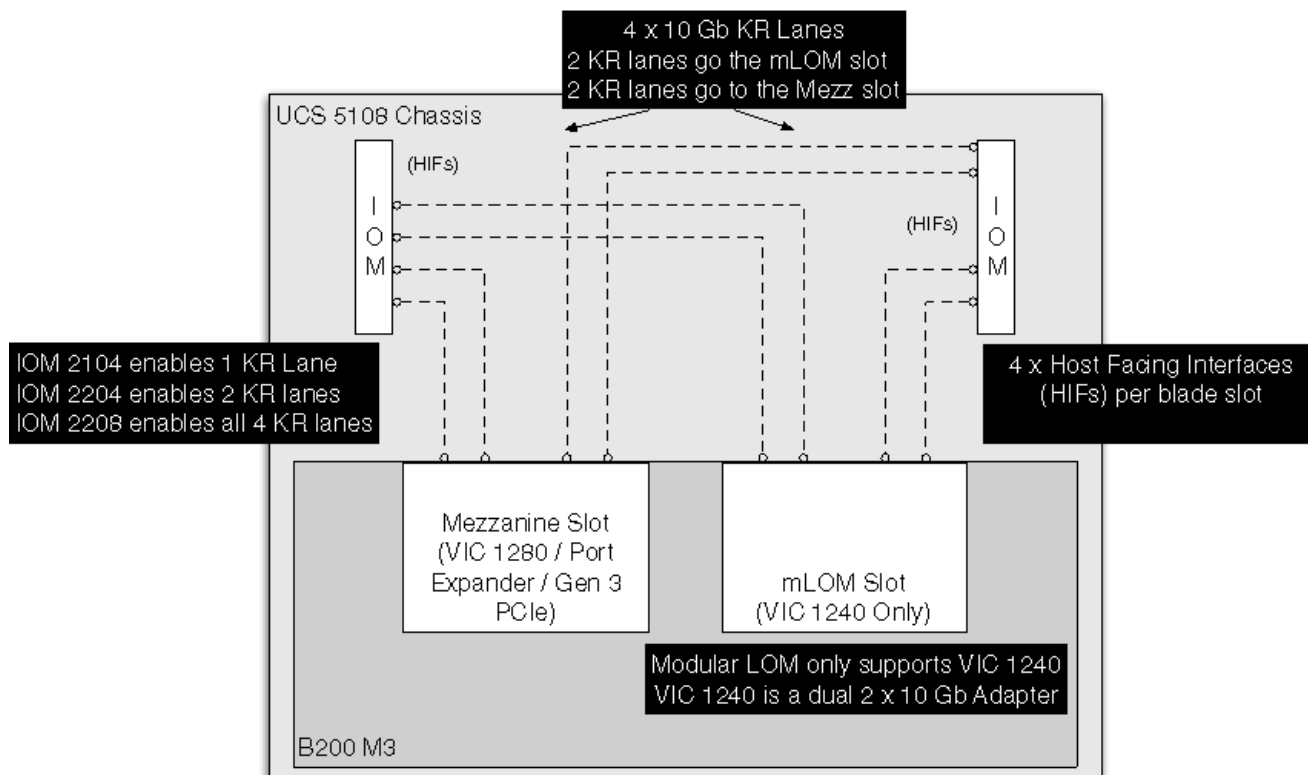 4 x 10 Gb KR Lanes
2 KR lanes go the mLOM slot
2 KR lanes go to the Mezz slot
UCS 5108 Chassis
(HIFs)
I
O
M
(HIFs)
I
O
M
IOM 2104 enables 1 KR Lane
IOM 2204 enables 2 KR lanes
IOM 2208 enables all 4 KR lanes
4 x Host Facing Interfaces
(HIFs) per blade slot
Mezzanine Slot
(VIC 1280 / Port
Expander / Gen 3
PCIe)
mLOM Slot
(VIC 1240 Only)
Modular LOM only supports VIC 1240
VIC 1240 is a dual 2 x 10 Gb Adapter
B200 M3